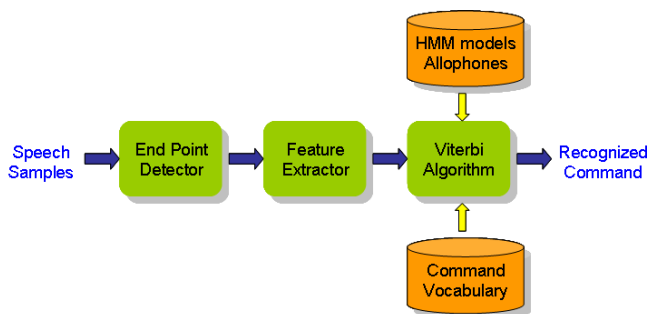 HMM models
Allophones
Speech
Samples
End Point
Detector
Feature
Extractor
Viterbi
Algorithm
Recognized
Command
Command
Vocabulary